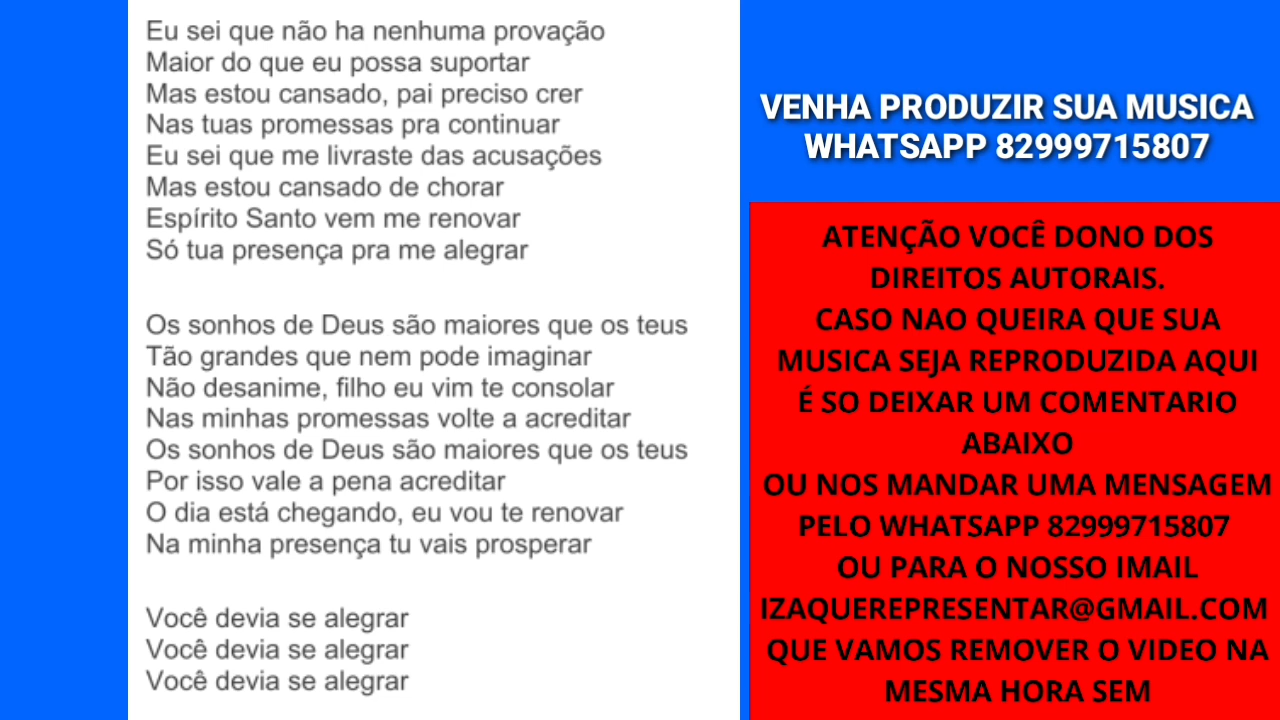 Eu sei que não ha nenhuma provação
Maior do que eu possa suportar
Mas estou cansado, pai preciso crer
Nas tuas promessas pra continuar
Eu sei que me livraste das acusações
Mas estou cansado de chorar
Espírito Santo vem me renovar
Só tua presença pra me alegrar
Os sonhos de Deus são maiores que os teus
Tão grandes que nem pode imaginar
Não desanime, filho eu vim te consolar
Nas minhas promessas volte a acreditar
Os sonhos de Deus são maiores que os teus
Por isso vale a pena acreditar
O dia está chegando, eu vou te renovar
Na minha presença tu vais prosperar
Você devia se alegrar
Você devia se alegrar
Você devia se alegrar
VENHA PRODUZIR SUA MUSICA
WHATSAPP 82999715807
ATENÇÃO VOCÊ DONO DOS
DIREITOS AUTORAIS.
CASO NAO QUEIRA QUE SUA
MUSICA SEJA REPRODUZIDA AQUI
É SO DEIXAR UM COMENTARIO
ABAIXO
OU NOS MANDAR UMA MENSAGEM
PELO WHATSAPP 82999715807
OU PARA O NOSSO IMAIL
IZAQUEREPRESENTAR@GMAIL.COM
QUE VAMOS REMOVER O VIDEO NA
MESMA HORA SEM